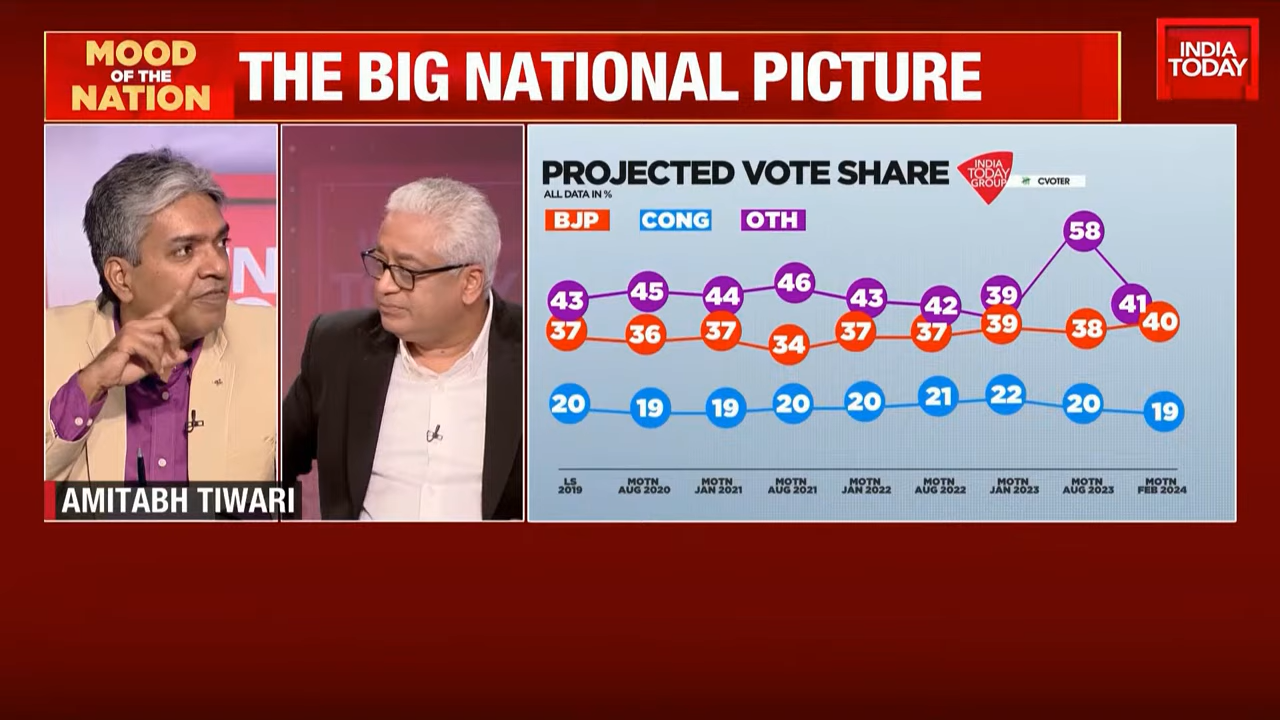 MOOD
OF THE
NATION
THE BIG NATIONAL PICTURE
INDIA
TODAY
PROJECTED VOTE SHARE
ALL DATA IN %
INDIA
TODAY
GROUP
CVOTER
BJP CONG OTH
43 45 44 46 43 42 39 58 41
37 36 37 34 37 37 39 38 40
20 19 19 20 20 21 22 20 19
LS
2019
MOTN
AUG 2020
MOTN
JAN 2021
MOTN
AUG 2021
MOTN
JAN 2022
MOTN
AUG 2022
MOTN
JAN 2023
MOTN
AUG 2023
MOTN
FEB 2024
AMITABH TIWARI